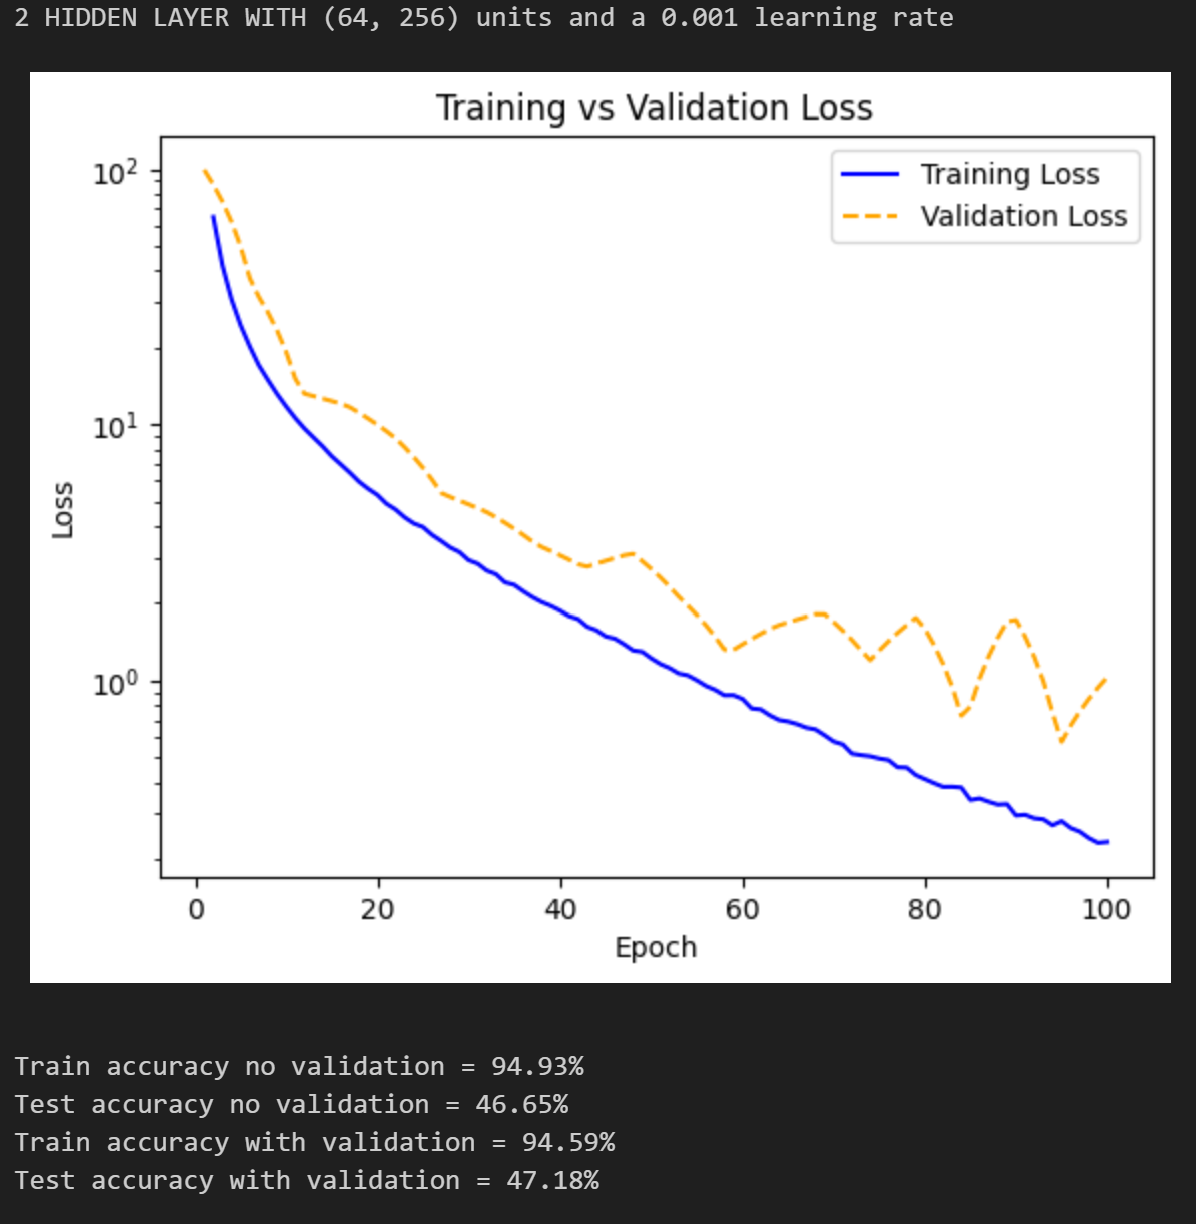 2 HIDDEN LAYER WITH (64, 256) units and a 0.001 learning rate
Training vs Validation Loss
Training Loss
Validation Loss
10²
10¹
10⁰
Loss
0 20 40 60 80 100
Epoch
Train accuracy no validation = 94.93%
Test accuracy no validation = 46.65%
Train accuracy with validation = 94.59%
Test accuracy with validation = 47.18%